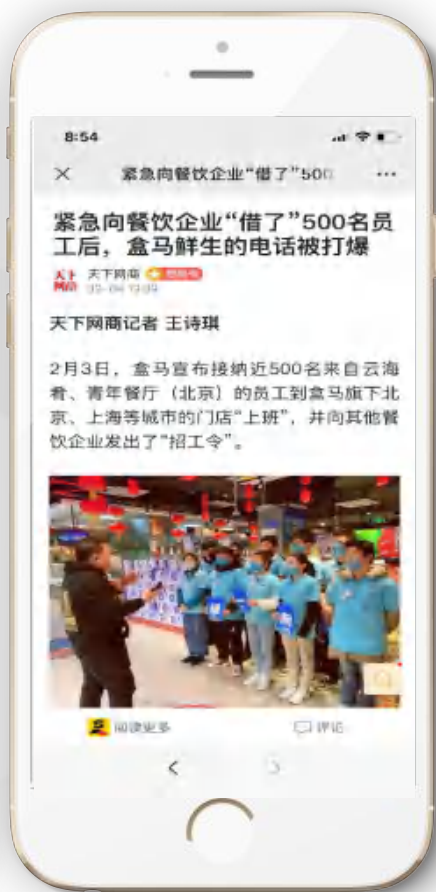 8:54
紧急向餐饮企业“借了”500
紧急向餐饮企业“借了”500名员
工后，盒马鲜生的电话被打爆
天下网商
天下网商
天下网商记者 王诗琪
2月3日，盒马宣布接纳近500名来自云海
肴、青年餐厅（北京）的员工到盒马旗下北
京、上海等城市的门店“上班”，并向其他餐
饮企业发出了“招工令”。
阅读更多
评论